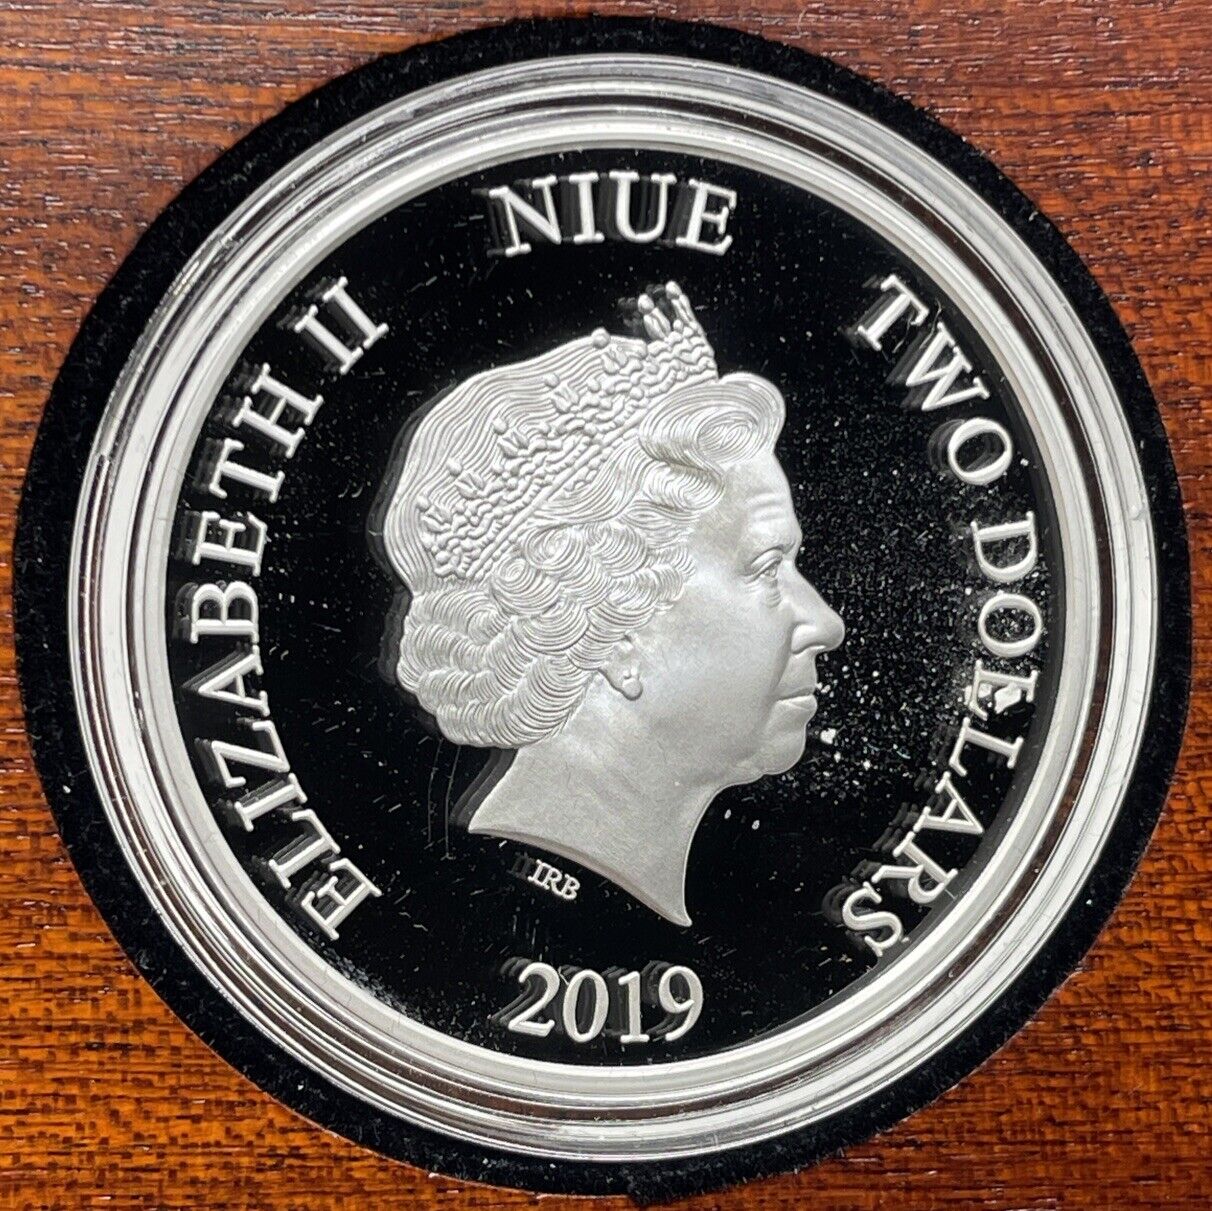 NIUE
ELIZABETH II
TWO DOLLARS
IRB
2019